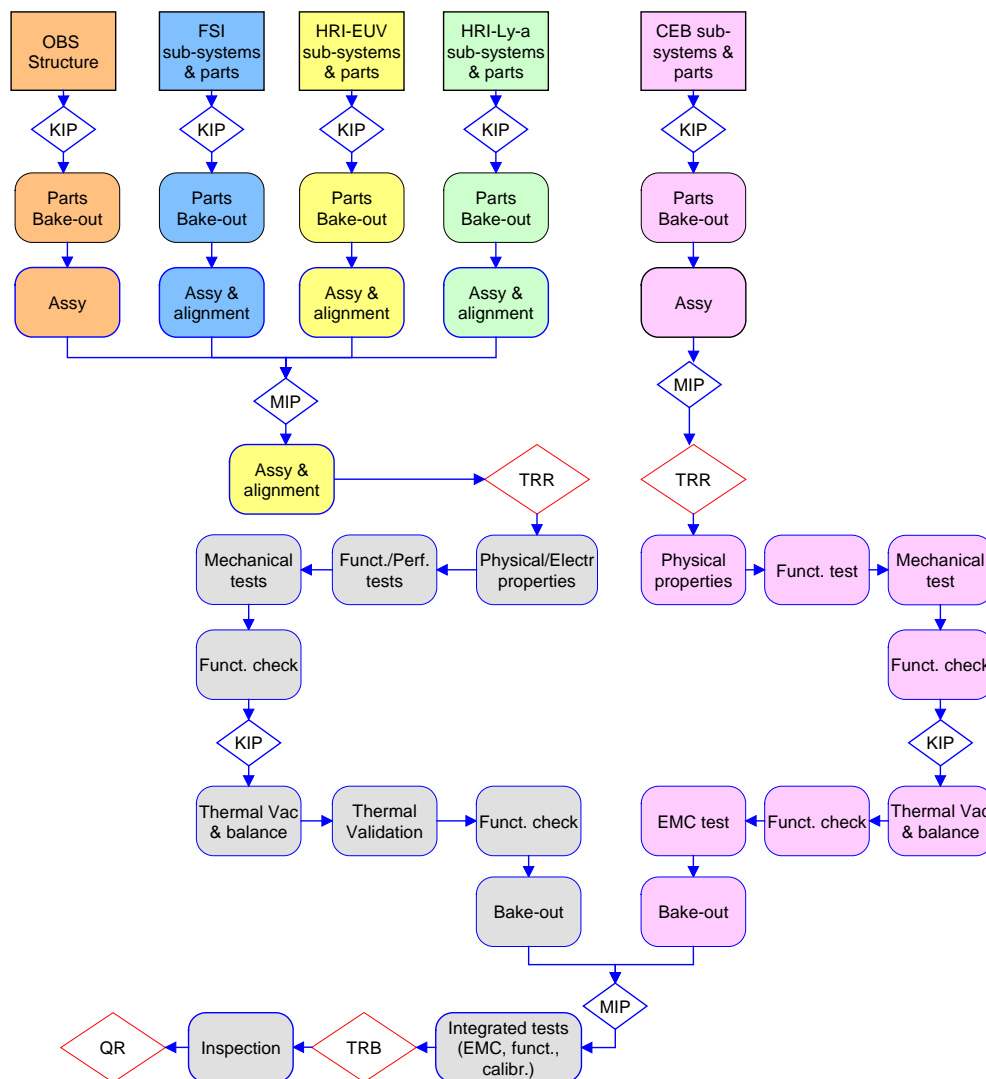 OBS
Structure
FSI
sub-systems
& parts
HRI-EUV
sub-systems
& parts
HRI-Ly-a
sub-systems
& parts
CEB sub-
systems &
parts
KIP
KIP
KIP
KIP
KIP
Parts
Bake-out
Parts
Bake-out
Parts
Bake-out
Parts
Bake-out
Parts
Bake-out
Assy
Assy &
alignment
Assy &
alignment
Assy &
alignment
Assy
MIP
MIP
Assy &
alignment
TRR
TRR
Mechanical
tests
Funct./Perf.
tests
Physical/Electr
properties
Physical
properties
Funct. test
Mechanical
test
Funct. check
Funct. check
KIP
KIP
Thermal Vac
& balance
Thermal
Validation
Funct. check
EMC test
Funct. check
Thermal Vac
& balance
Bake-out
Bake-out
MIP
QR
Inspection
TRB
Integrated tests
(EMC, funct.,
calibr.)